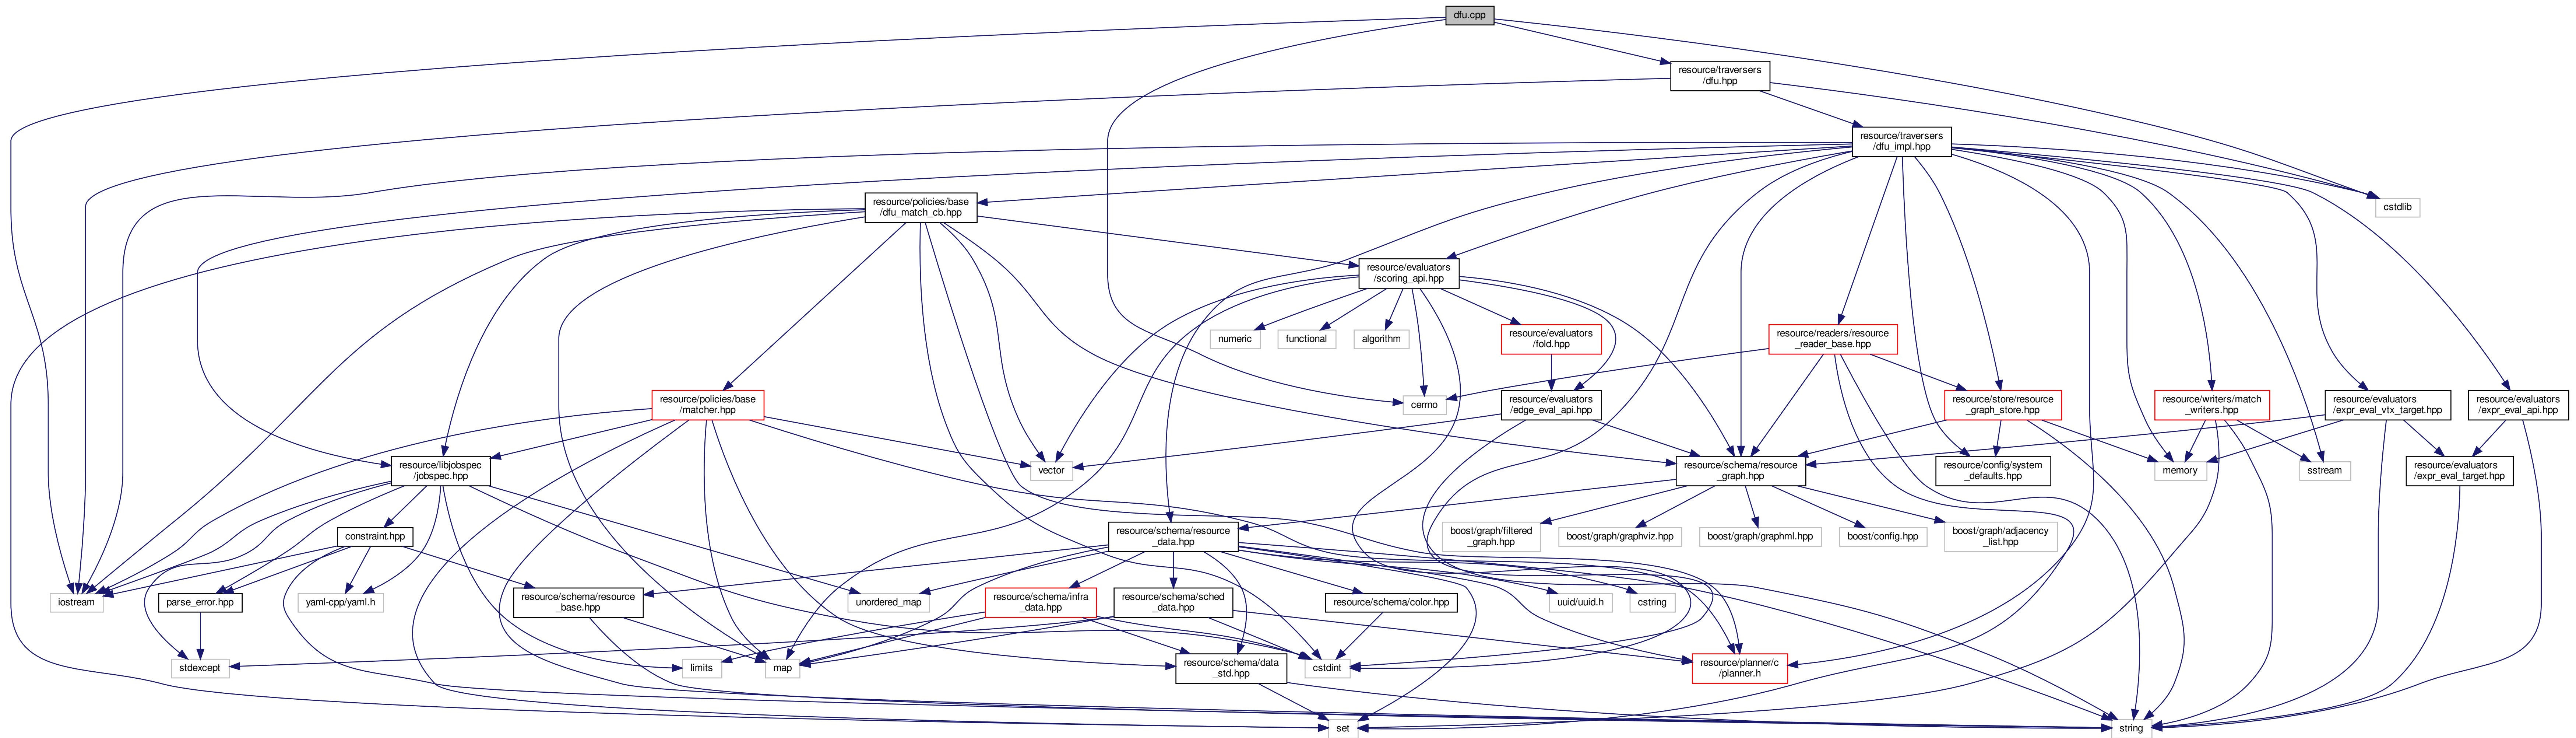 dfu.cpp
resource/traversers
/dfu.hpp
resource/traversers
/dfu_impl.hpp
resource/policies/base
/dfu_match_cb.hpp
cstdlib
resource/evaluators
/scoring_api.hpp
numeric
functional
algorithm
resource/evaluators
/fold.hpp
resource/readers/resource
_reader_base.hpp
resource/policies/base
/matcher.hpp
cerrno
resource/evaluators
/edge_eval_api.hpp
resource/store/resource
_graph_store.hpp
resource/writers/match
_writers.hpp
resource/evaluators
/expr_eval_vtx_target.hpp
resource/evaluators
/expr_eval_api.hpp
resource/libjobspec
/jobspec.hpp
vector
resource/schema/resource
_graph.hpp
resource/config/system
_defaults.hpp
memory
sstream
resource/evaluators
/expr_eval_target.hpp
constraint.hpp
resource/schema/resource
_data.hpp
boost/graph/filtered
_graph.hpp
boost/graph/graphviz.hpp
boost/graph/graphml.hpp
boost/config.hpp
boost/graph/adjacency
_list.hpp
iostream
parse_error.hpp
yaml-cpp/yaml.h
resource/schema/resource
_base.hpp
unordered_map
resource/schema/infra
_data.hpp
resource/schema/sched
_data.hpp
resource/schema/color.hpp
uuid/uuid.h
cstring
stdexcept
limits
map
resource/schema/data
_std.hpp
cstdint
resource/planner/c
/planner.h
set
string